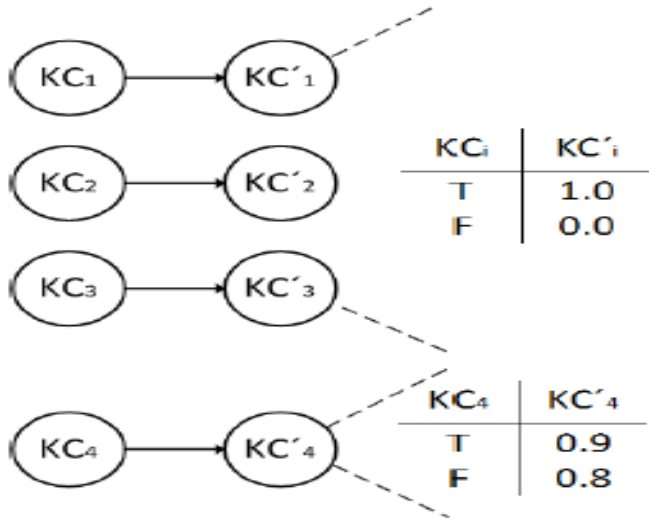 KC₁ KC´₁
KC₂ KC´₂
KCᵢ KC´ᵢ
T 1.0
F 0.0
KC₃ KC´₃
KC₄ KC´₄
T 0.9
F 0.8
KC₄ KC´₄